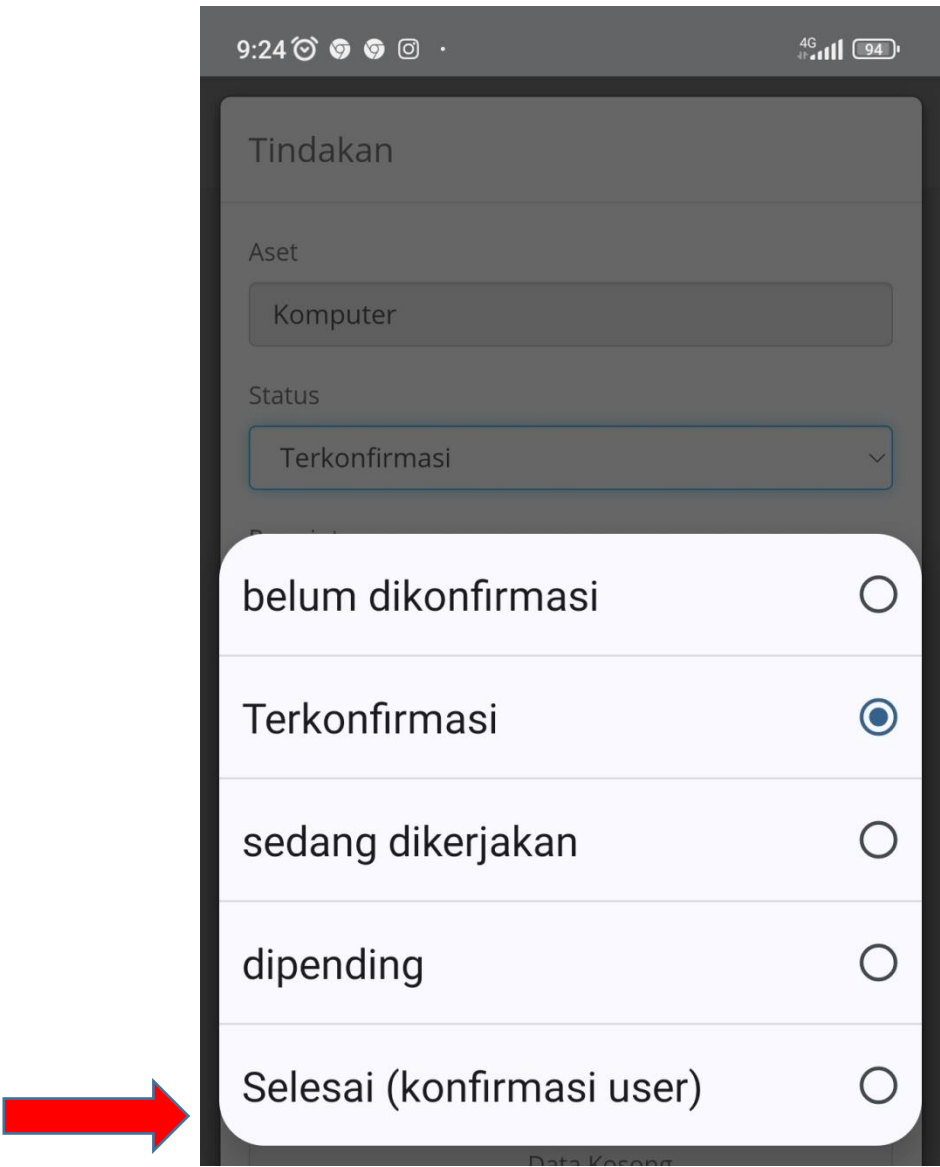 9:24
4G
94
Tindakan
Aset
Komputer
Status
Terkonfirmasi
belum dikonfirmasi
Terkonfirmasi
sedang dikerjakan
dipending
Selesai (konfirmasi user)
Data Kosong